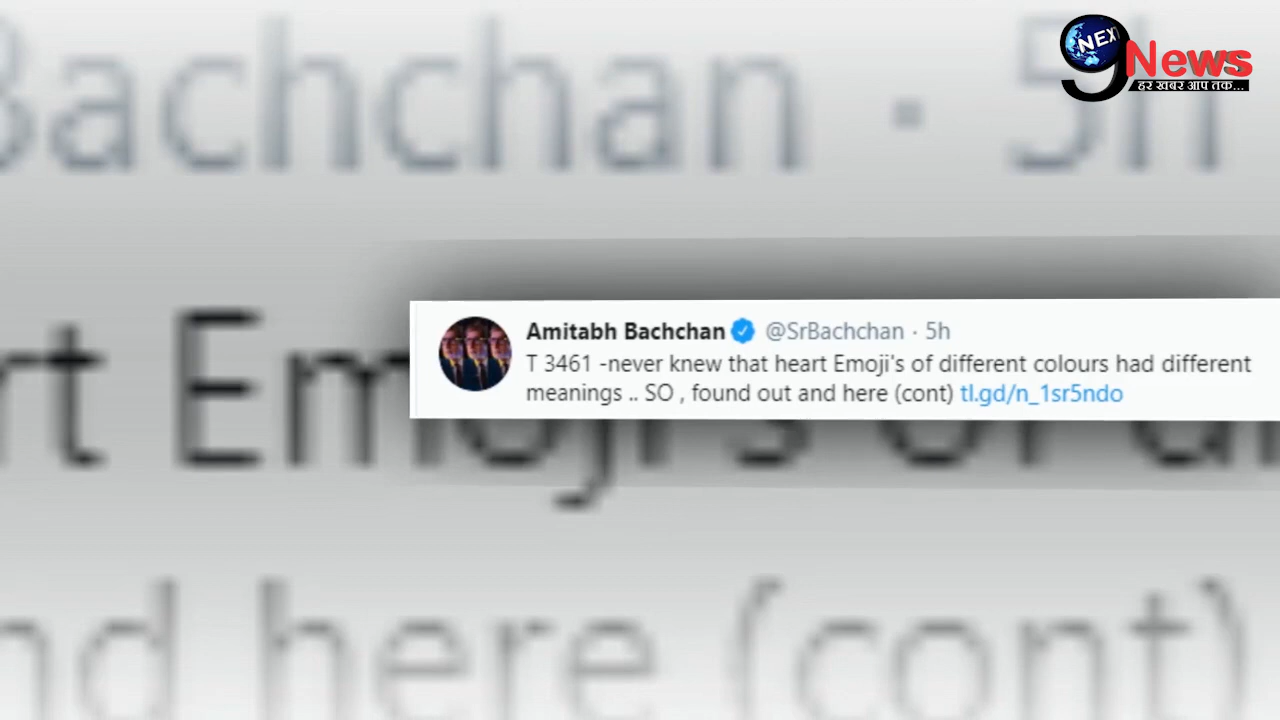 Bachchan · 5h
NEXT
9 News
हर खबर आप तक...
Amitabh Bachchan @SrBachchan · 5h
T 3461 -never knew that heart Emoji's of different colours had different
meanings .. SO , found out and here (cont) tl.gd/n_1sr5ndo
rt Emoji's of di
nd here (cont)